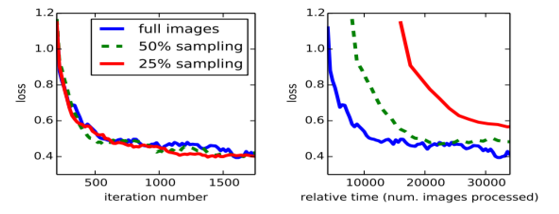 1.2
1.0
0.8
0.6
0.4
loss
500
1000
1500
iteration number
full images
50% sampling
25% sampling
1.2
1.0
0.8
0.6
0.4
loss
10000
20000
30000
relative time (num. images processed)